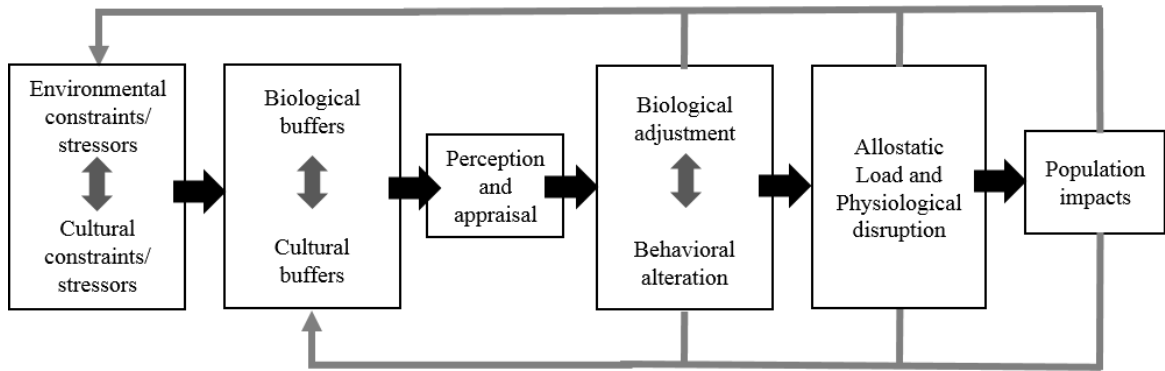 Environmental
constraints/
stressors
Cultural
constraints/
stressors
Biological
buffers
Cultural
buffers
Perception
and
appraisal
Biological
adjustment
Behavioral
alteration
Allostatic
Load and
Physiological
disruption
Population
impacts